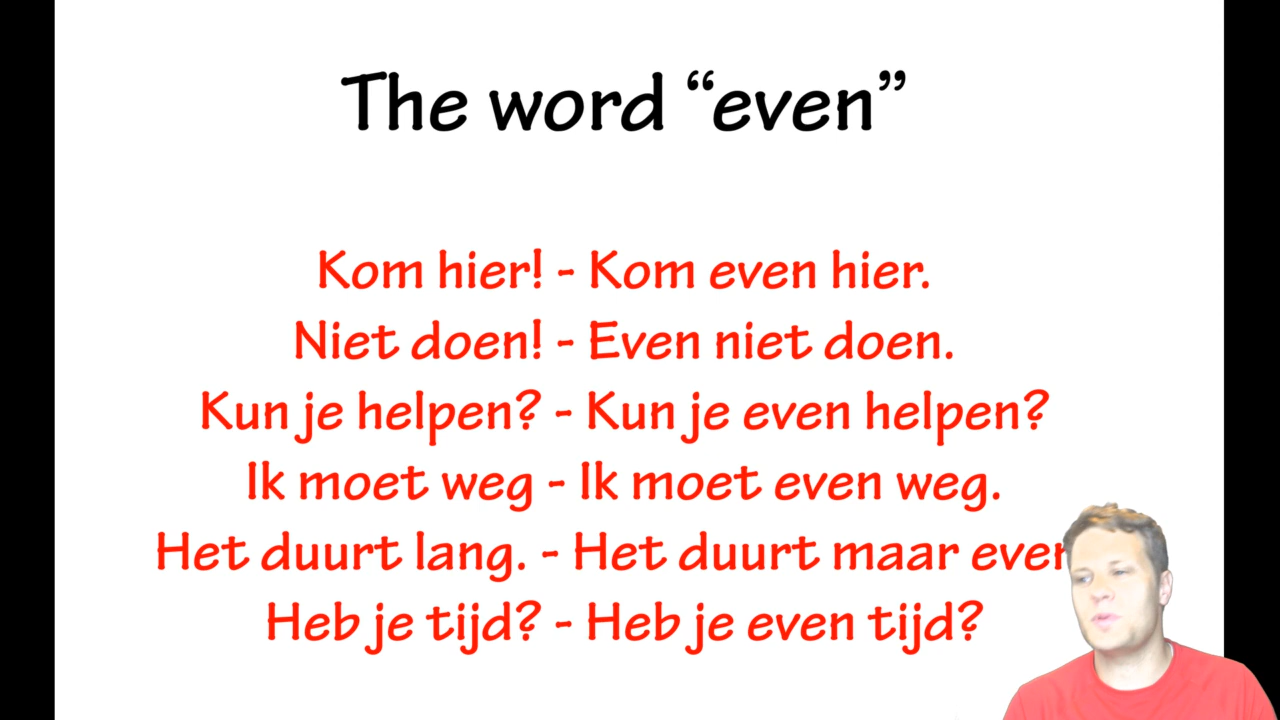 The word “even”
Kom hier! - Kom even hier.
Niet doen! - Even niet doen.
Kun je helpen? - Kun je even helpen?
Ik moet weg - Ik moet even weg.
Het duurt lang. - Het duurt maar even
Heb je tijd? - Heb je even tijd?